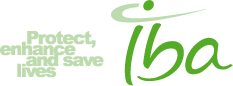 Protect,
enhance
and save
lives
iba